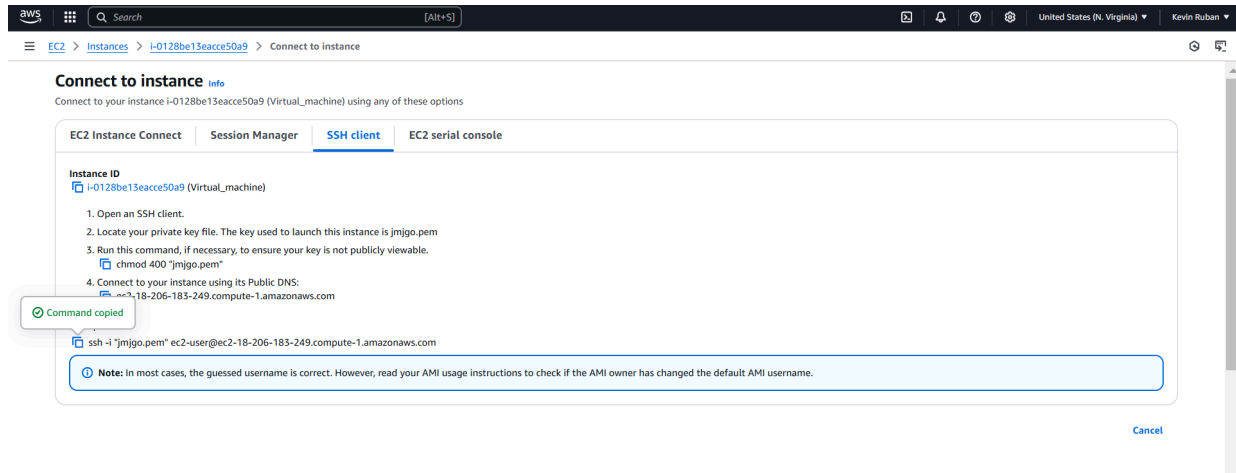 aws
Search
[Alt+S]
United States (N. Virginia)
Kevin Ruban
EC2 > Instances > i-0128be13eacce50a9 > Connect to instance
Connect to instance Info
Connect to your instance i-0128be13eacce50a9 (Virtual_machine) using any of these options
EC2 Instance Connect
Session Manager
SSH client
EC2 serial console
Instance ID
i-0128be13eacce50a9 (Virtual_machine)
1. Open an SSH client.
2. Locate your private key file. The key used to launch this instance is jmjgo.pem
3. Run this command, if necessary, to ensure your key is not publicly viewable.
chmod 400 "jmjgo.pem"
4. Connect to your instance using its Public DNS:
ec2-18-206-183-249.compute-1.amazonaws.com
Command copied
ssh -i "jmjgo.pem" ec2-user@ec2-18-206-183-249.compute-1.amazonaws.com
Note: In most cases, the guessed username is correct. However, read your AMI usage instructions to check if the AMI owner has changed the default AMI username.
Cancel